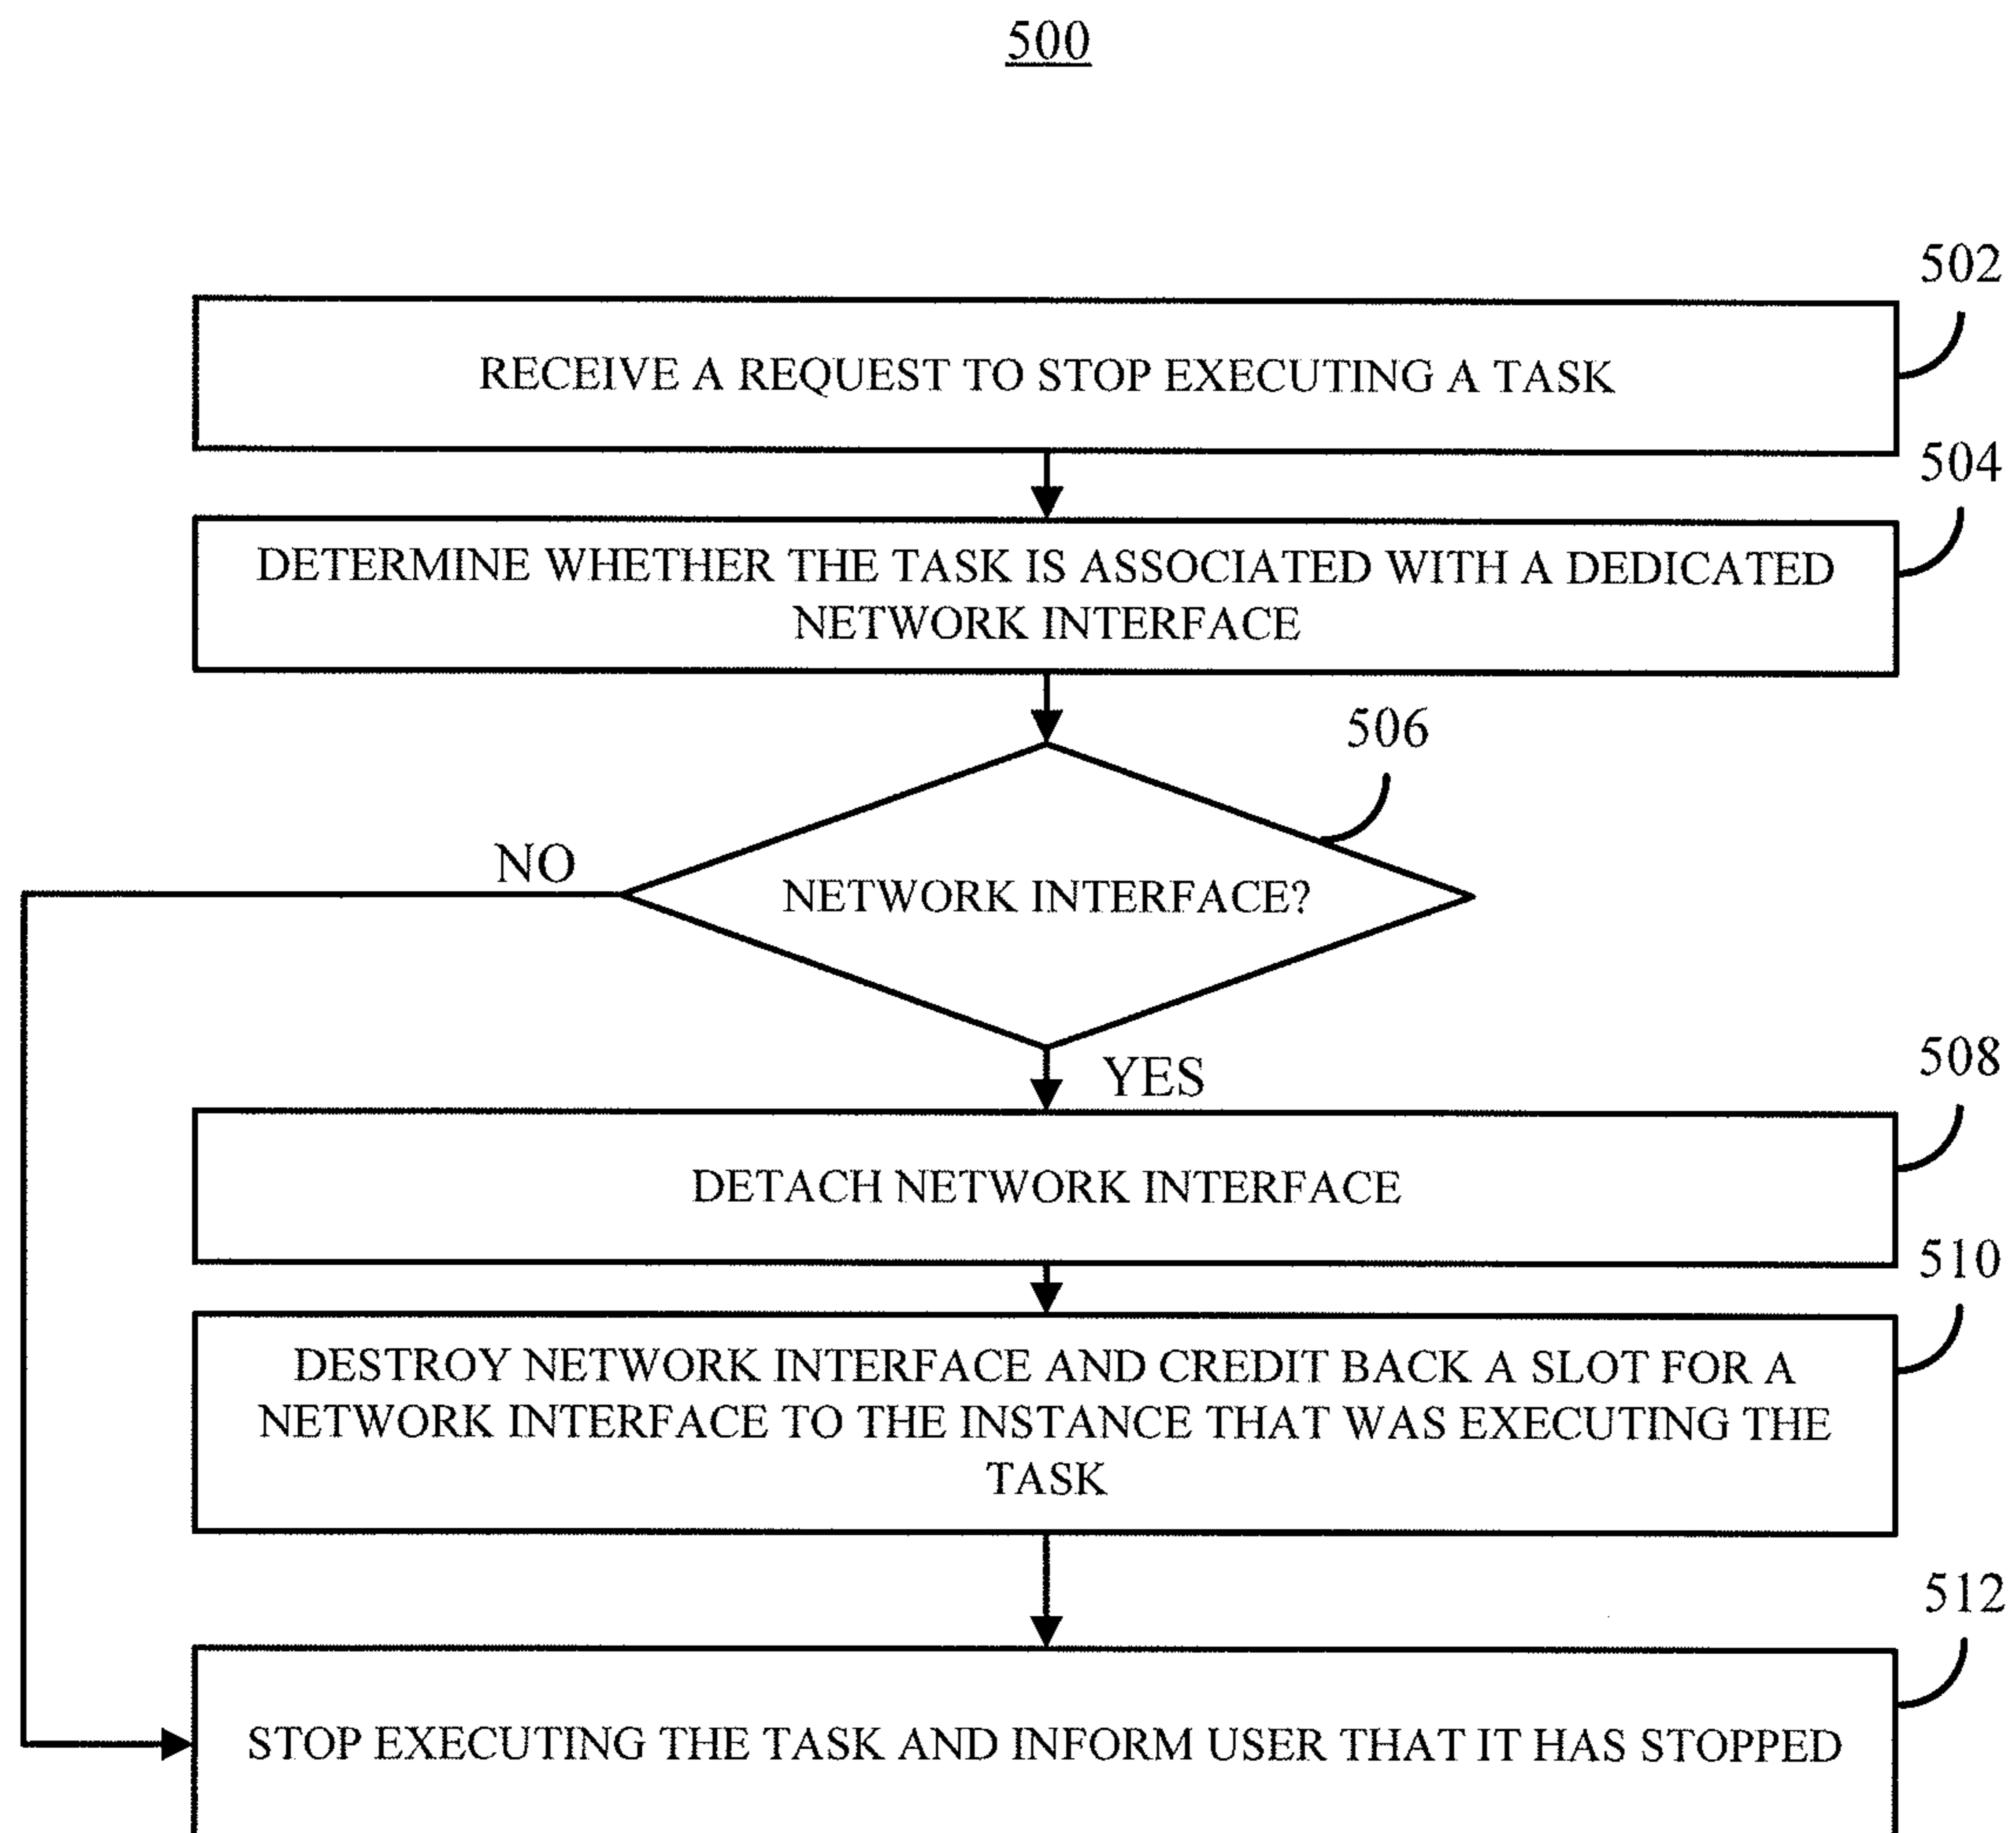 500
502
RECEIVE A REQUEST TO STOP EXECUTING A TASK
504
DETERMINE WHETHER THE TASK IS ASSOCIATED WITH A DEDICATED
NETWORK INTERFACE
506
NO
NETWORK INTERFACE?
YES
508
DETACH NETWORK INTERFACE
510
DESTROY NETWORK INTERFACE AND CREDIT BACK A SLOT FOR A
NETWORK INTERFACE TO THE INSTANCE THAT WAS EXECUTING THE
TASK
512
STOP EXECUTING THE TASK AND INFORM USER THAT IT HAS STOPPED